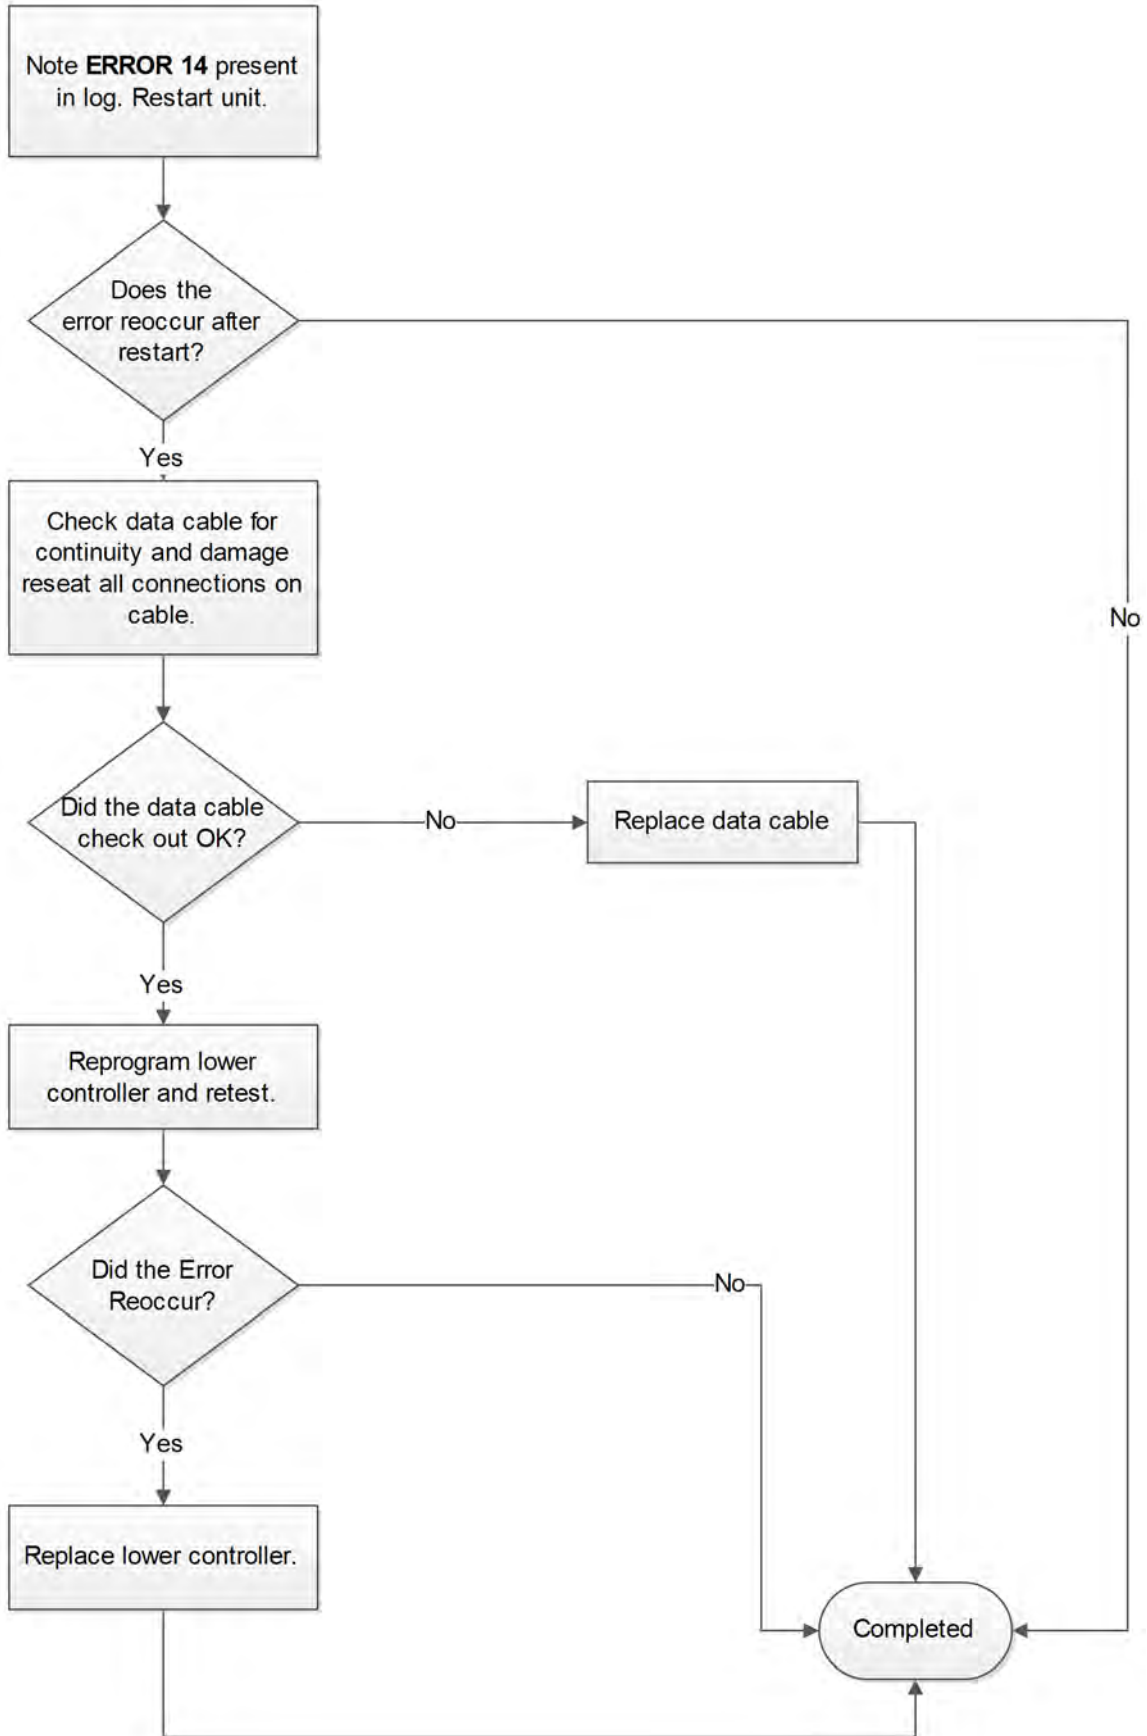 Note ERROR 14 present
in log. Restart unit.
Does the
error reoccur after
restart?
Yes
Check data cable for
continuity and damage
reseat all connections on
cable.
No
Did the data cable
check out OK?
No
Replace data cable
Yes
Reprogram lower
controller and retest.
Did the Error
Reoccur?
No
Yes
Replace lower controller.
Completed